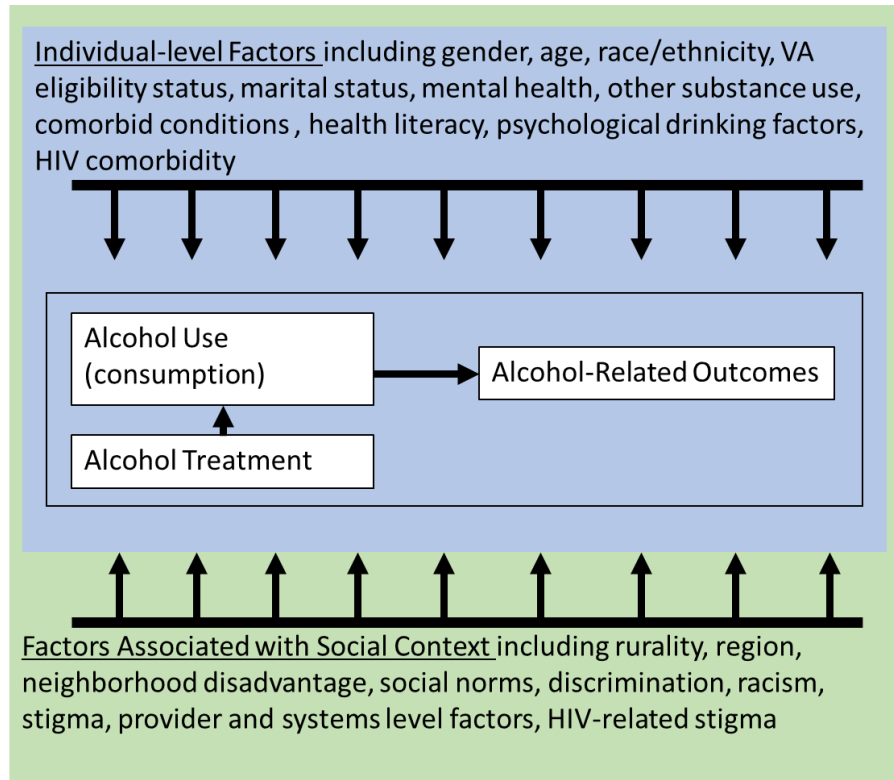 Individual-level Factors including gender, age, race/ethnicity, VA
eligibility status, marital status, mental health, other substance use,
comorbid conditions , health literacy, psychological drinking factors,
HIV comorbidity
Alcohol Use
(consumption)
Alcohol-Related Outcomes
Alcohol Treatment
Factors Associated with Social Context including rurality, region,
neighborhood disadvantage, social norms, discrimination, racism,
stigma, provider and systems level factors, HIV-related stigma